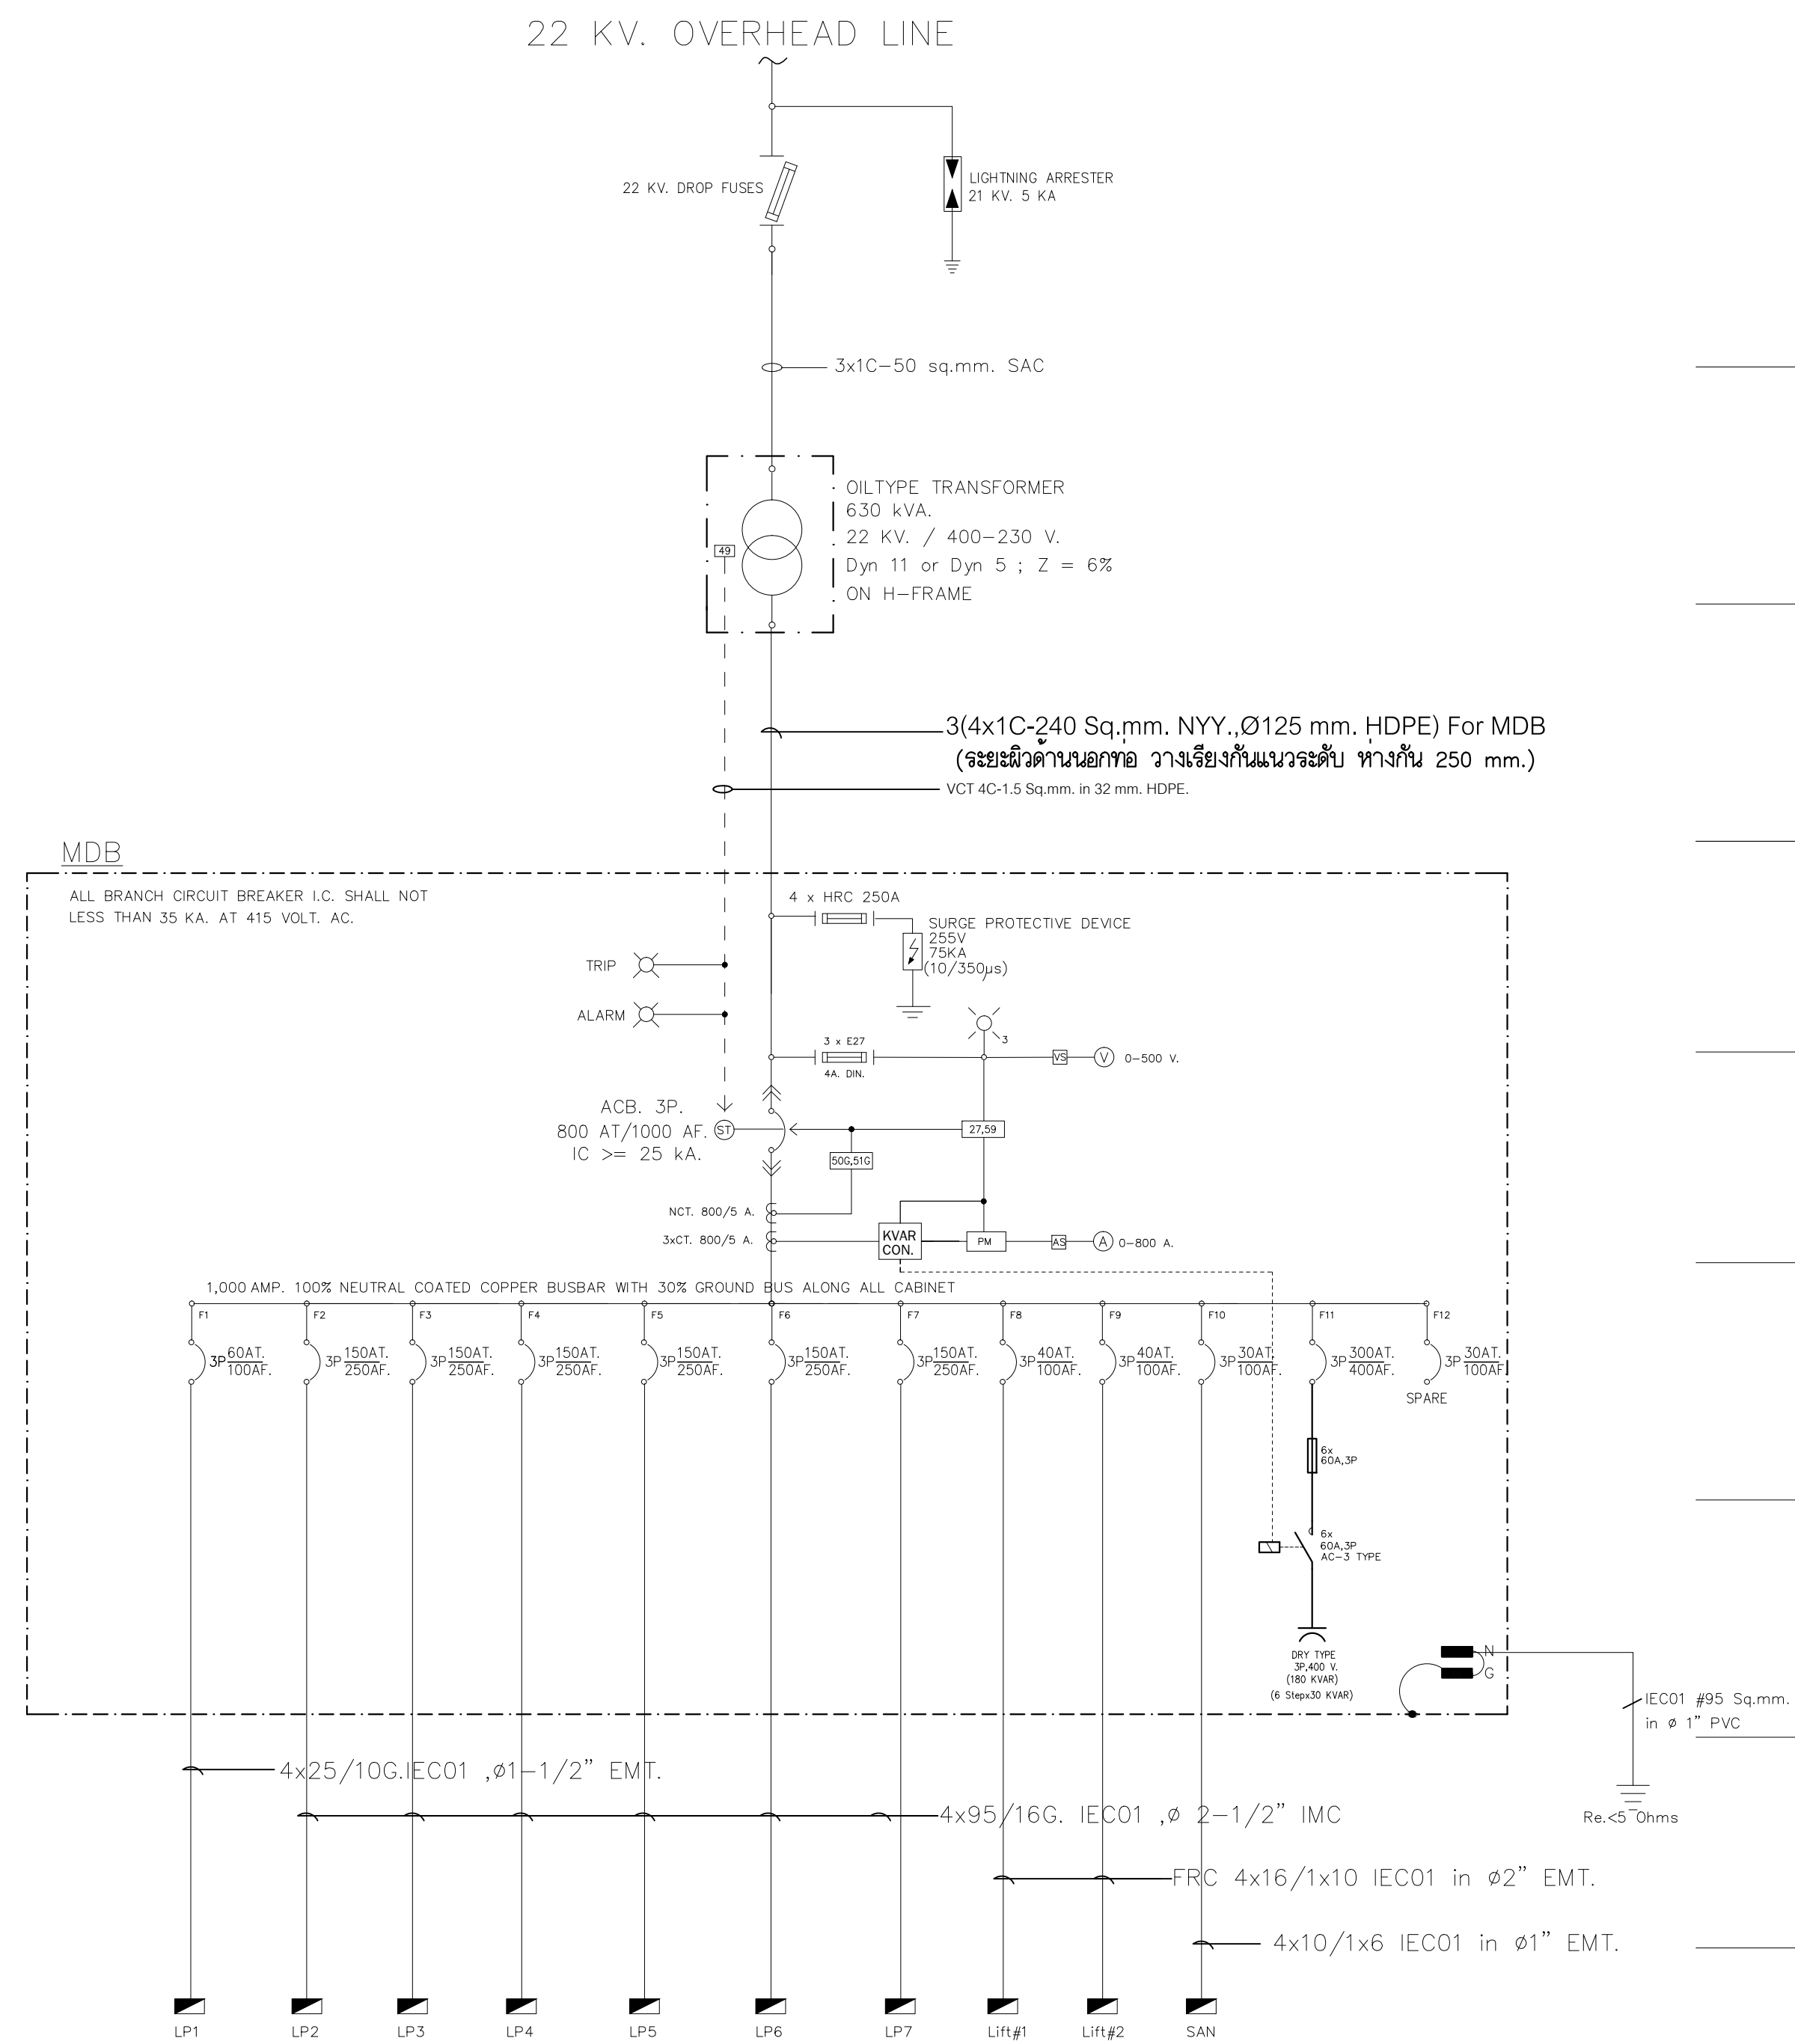 22 KV. OVERHEAD LINE
22 KV. DROP FUSES
LIGHTNING ARRESTER
21 KV. 5 KA
3x1C-50 sq.mm. SAC
OILTYPE TRANSFORMER
630 kVA.
22 KV. / 400-230 V.
Dyn 11 or Dyn 5 ; Z = 6%
ON H-FRAME
49
3(4x1C-240 Sq.mm. NYY.,Ø125 mm. HDPE) For MDB
(ระยะผิวด้านนอกท่อ วางเรียงกันแนวระดับ ห่างกัน 250 mm.)
VCT 4C-1.5 Sq.mm. in 32 mm. HDPE.
MDB
ALL BRANCH CIRCUIT BREAKER I.C. SHALL NOT
LESS THAN 35 KA. AT 415 VOLT. AC.
4 x HRC 250A
SURGE PROTECTIVE DEVICE
255V
75KA
(10/350µs)
TRIP
ALARM
3
3 x E27
4A. DIN.
VS
V
0-500 V.
ACB. 3P.
800 AT/1000 AF.
IC >= 25 kA.
ST
27,59
50G,51G
NCT. 800/5 A.
3xCT. 800/5 A.
KVAR
CON.
PM
AS
A
0-800 A.
1,000 AMP. 100% NEUTRAL COATED COPPER BUSBAR WITH 30% GROUND BUS ALONG ALL CABINET
F1
F2
F3
F4
F5
F6
F7
F8
F9
F10
F11
F12
3P 60AT.
100AF.
3P 150AT.
250AF.
3P 150AT.
250AF.
3P 150AT.
250AF.
3P 150AT.
250AF.
3P 150AT.
250AF.
3P 150AT.
250AF.
3P 40AT.
100AF.
3P 40AT.
100AF.
3P 30AT.
100AF.
3P 300AT.
400AF.
3P 30AT.
100AF.
SPARE
6x
60A,3P
6x
60A,3P
AC-3 TYPE
DRY TYPE
3P,400 V.
(180 KVAR)
(6 Stepx30 KVAR)
N
G
IEC01 #95 Sq.mm.
in ø 1" PVC
Re.<5 Ohms
4x25/10G.IEC01 ,ø1-1/2" EMT.
4x95/16G. IEC01 ,ø 2-1/2" IMC
FRC 4x16/1x10 IEC01 in ø2" EMT.
4x10/1x6 IEC01 in ø1" EMT.
LP1
LP2
LP3
LP4
LP5
LP6
LP7
Lift#1
Lift#2
SAN